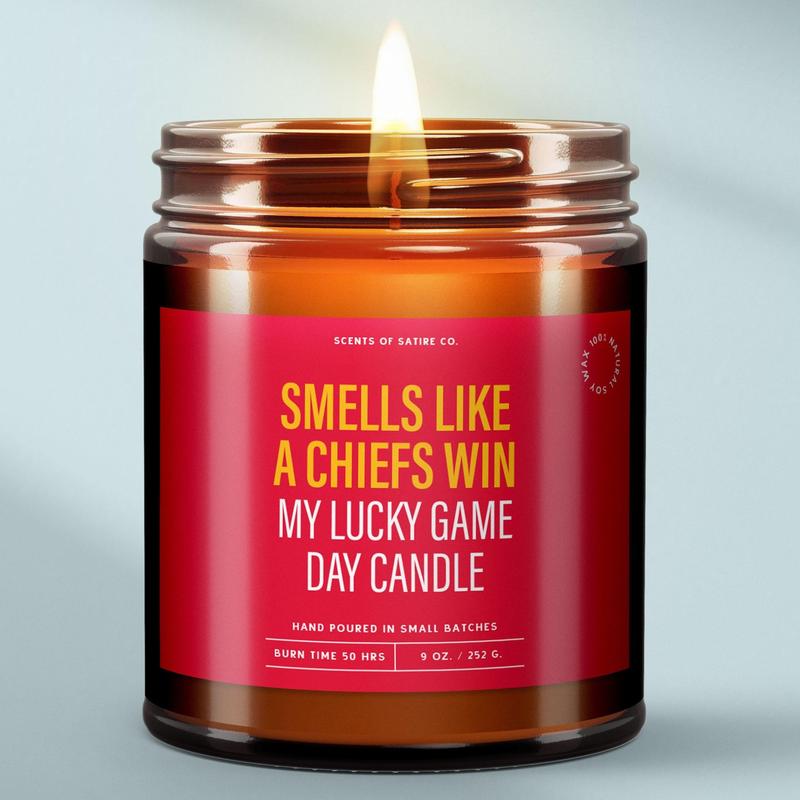 SCENTS OF SATIRE CO.
100% NATURAL SOY WAX
SMELLS LIKE
A CHIEFS WIN
MY LUCKY GAME
DAY CANDLE
HAND POURED IN SMALL BATCHES
BURN TIME 50 HRS
9 OZ. / 252 G.